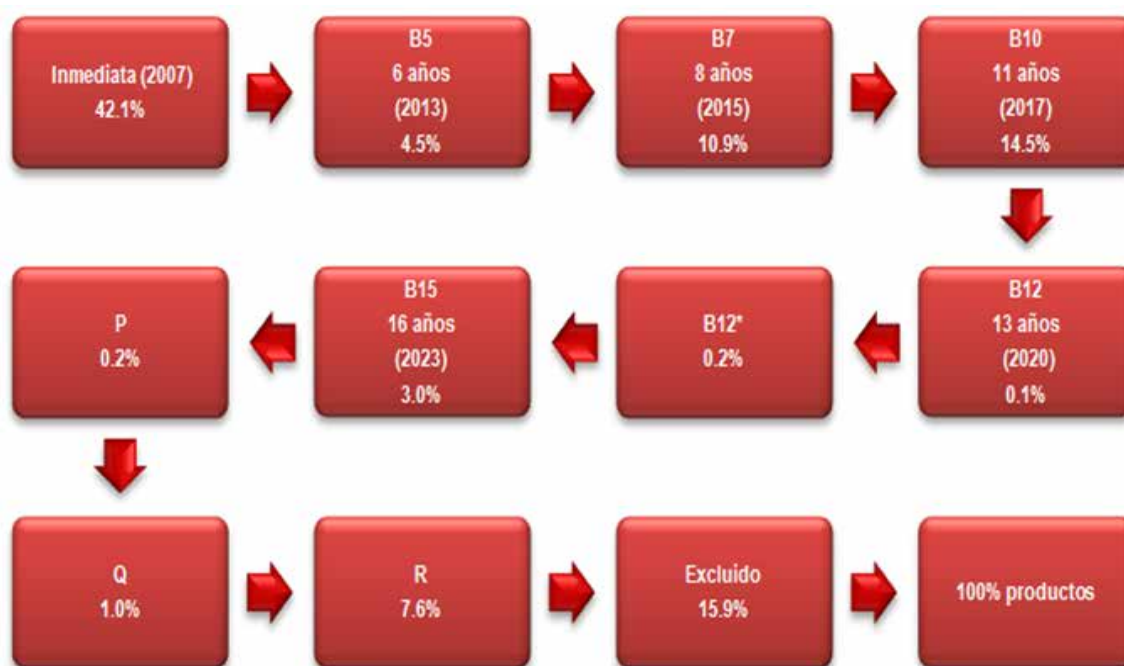 Inmediata (2007)
42.1%
B5
6 años
(2013)
4.5%
B7
8 años
(2015)
10.9%
B10
11 años
(2017)
14.5%
B12
13 años
(2020)
0.1%
B12*
0.2%
B15
16 años
(2023)
3.0%
P
0.2%
Q
1.0%
R
7.6%
Excluido
15.9%
100% productos